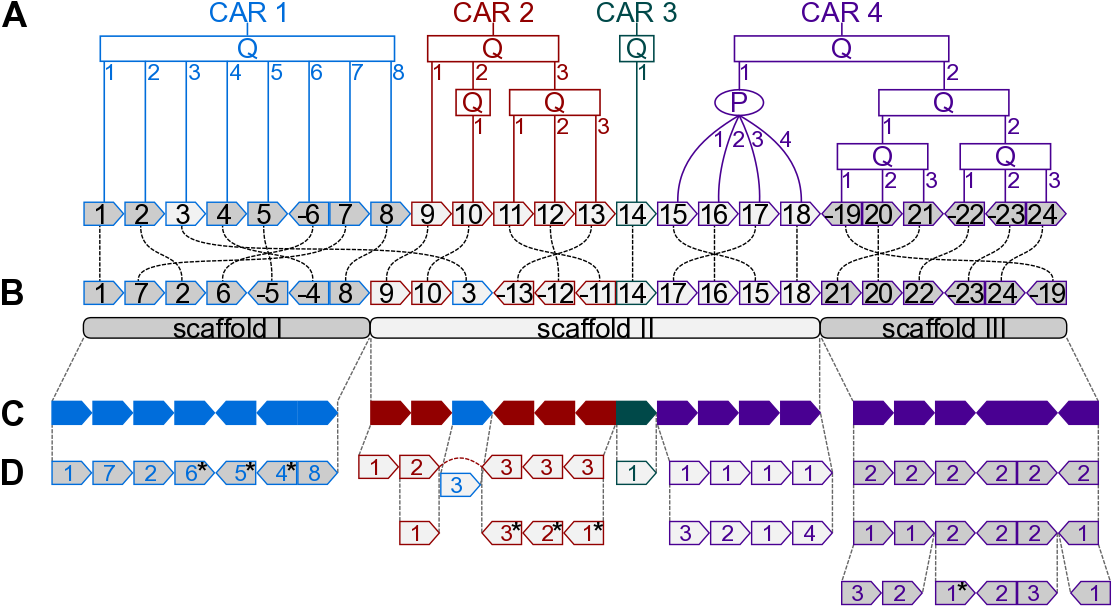 A CAR 1 CAR 2 CAR 3 CAR 4
Q Q Q Q
1 2 3 4 5 6 7 8 1 2 3 1 1 2
Q Q P Q
1 1 2 3 1 2 3 4 1 2
Q Q
1 2 3 1 2 3
1 2 3 4 5 -6 7 8 9 10 11 12 13 14 15 16 17 18 -19 20 21 -22 -23 24
B 1 7 2 6 -5 -4 8 9 10 3 -13 -12 -11 14 17 16 15 18 21 20 22 -23 24 -19
scaffold I scaffold II scaffold III
C
D 1 7 2 6* 5* 4* 8 1 2 3 3 3 3 1 1 1 1 1 2 2 2 2 2 2
1 3* 2* 1* 3 2 1 4 1 1 2 2 2 1
3 2 1* 2 3 1